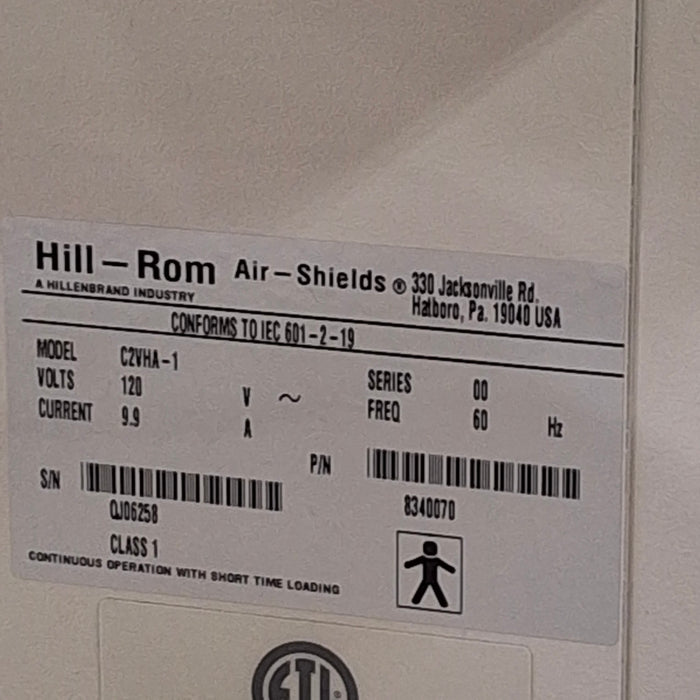 Hill-Rom Air-Shields ® 330 Jacksonville Rd.
A HILLENBRAND INDUSTRY Hatboro, Pa. 19040 USA
CONFORMS TO IEC 601-2-19
MODEL C2VHA-1 SERIES 00
VOLTS 120 V ~ FREQ 60 Hz
CURRENT 9.9 A
S/N P/N
QJ06258 8340070
CLASS 1
CONTINUOUS OPERATION WITH SHORT TIME LOADING
ETL